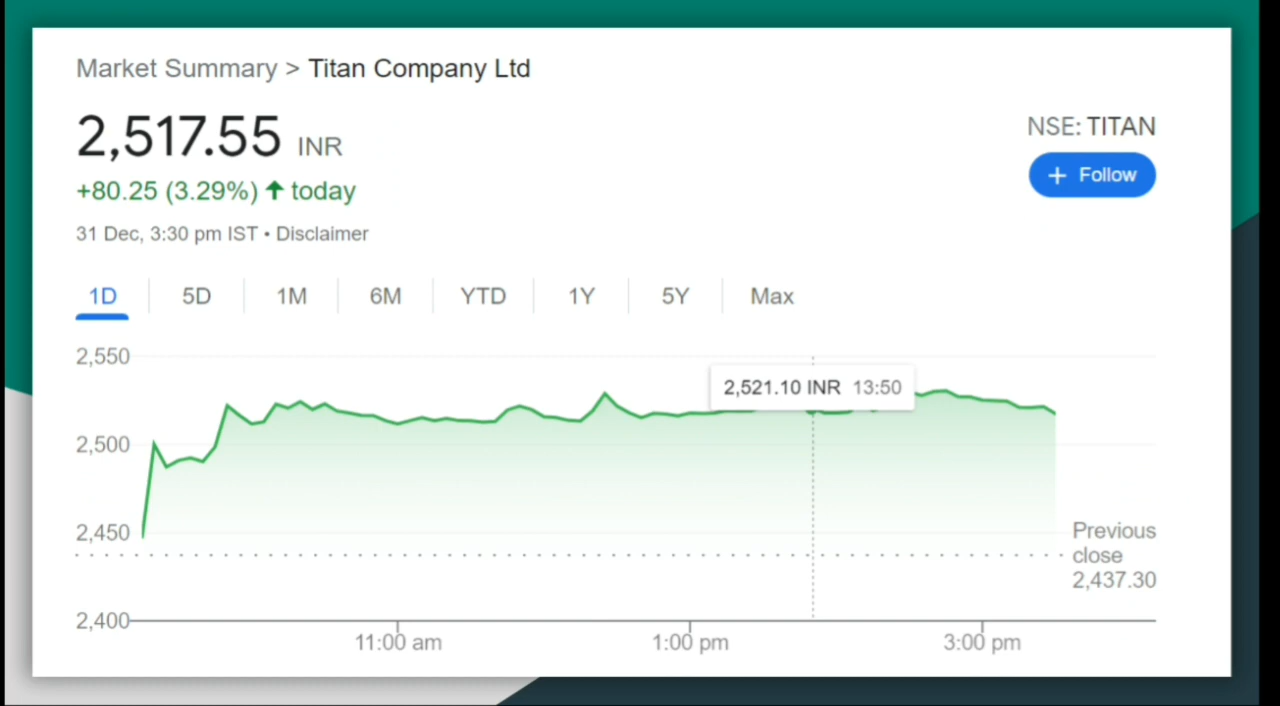 Market Summary > Titan Company Ltd
2,517.55 INR
NSE: TITAN
+80.25 (3.29%) ↑ today
+ Follow
31 Dec, 3:30 pm IST • Disclaimer
1D 5D 1M 6M YTD 1Y 5Y Max
2,550
2,521.10 INR 13:50
2,500
2,450
Previous
close
2,437.30
2,400
11:00 am 1:00 pm 3:00 pm